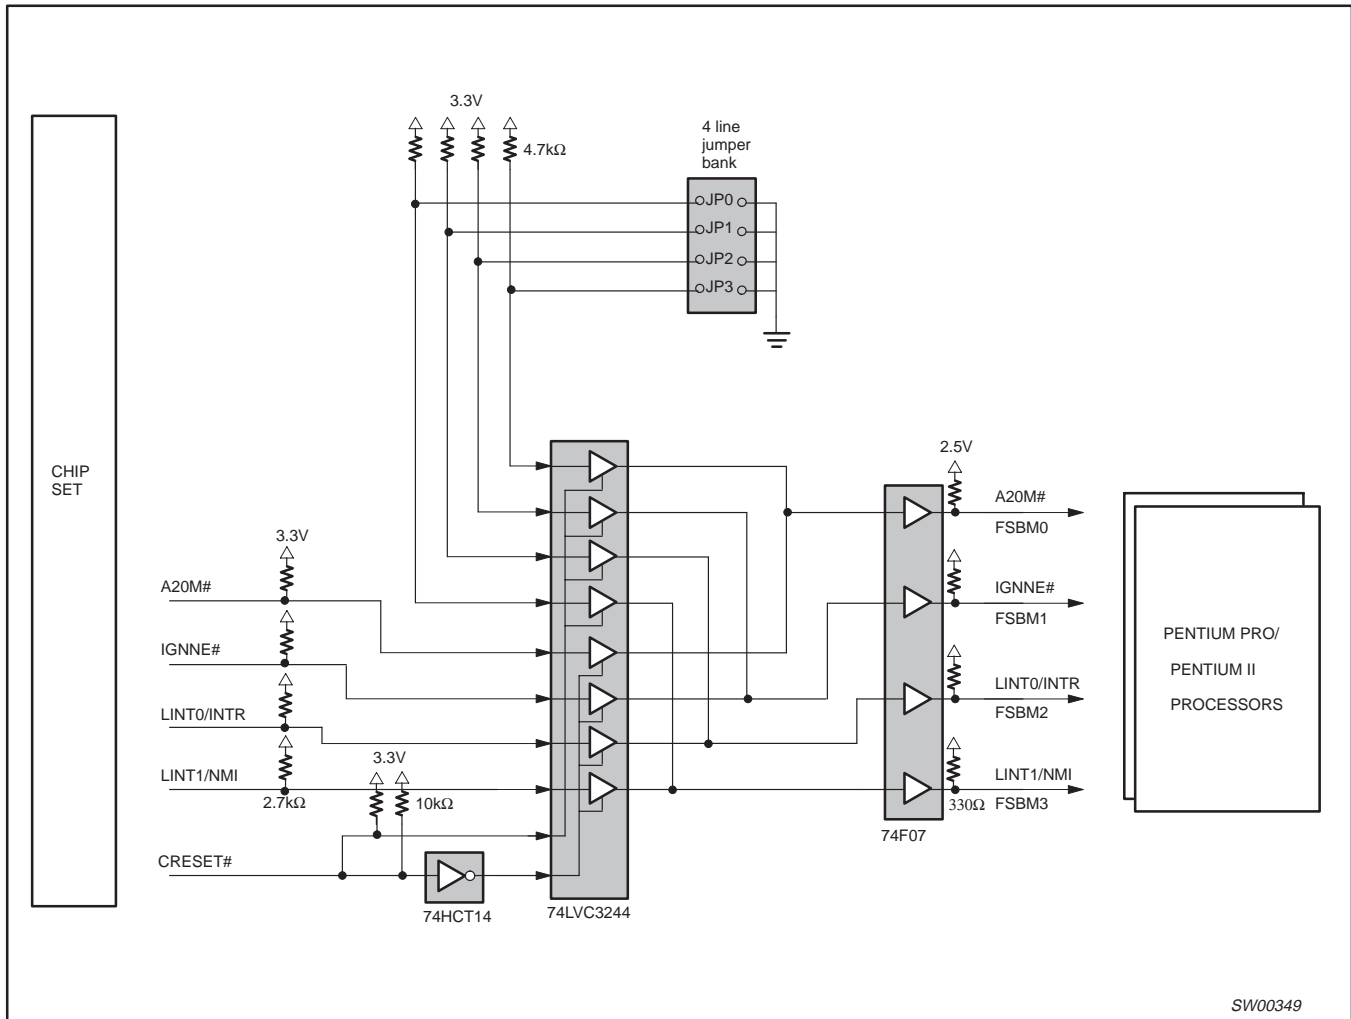 3.3V
4.7kΩ
4 line
jumper
bank
JP0
JP1
JP2
JP3
CHIP
SET
3.3V
A20M#
IGNNE#
LINT0/INTR
LINT1/NMI
2.7kΩ
3.3V
10kΩ
CRESET#
74HCT14
74LVC3244
2.5V
A20M#
FSBM0
IGNNE#
FSBM1
LINT0/INTR
FSBM2
LINT1/NMI
330Ω
FSBM3
74F07
PENTIUM PRO/
PENTIUM II
PROCESSORS
SW00349